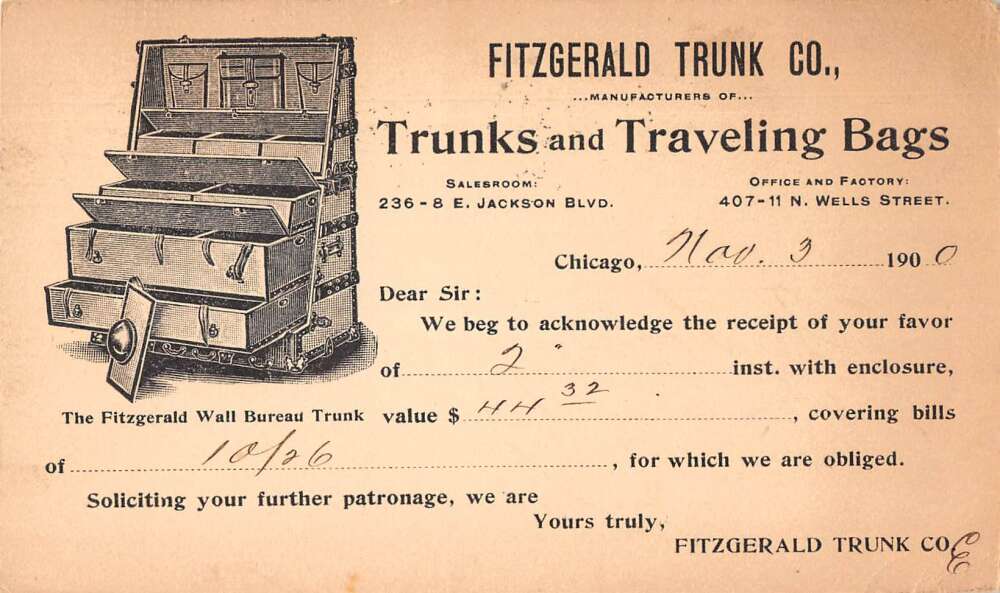 FITZGERALD TRUNK CO.,
...MANUFACTURERS OF...
Trunks and Traveling Bags
SALESROOM:
236-8 E. JACKSON BLVD.
OFFICE AND FACTORY:
407-11 N. WELLS STREET.
Chicago, Nov. 3 1900
Dear Sir:
We beg to acknowledge the receipt of your favor
of 2" inst. with enclosure,
The Fitzgerald Wall Bureau Trunk
value $ 44 32, covering bills
of 10/26, for which we are obliged.
Soliciting your further patronage, we are
Yours truly,
FITZGERALD TRUNK CO.
E